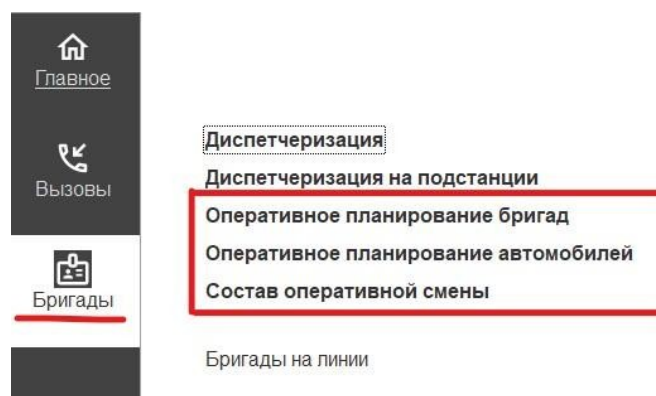 Главное
Вызовы
Бригады
Диспетчеризация
Диспетчеризация на подстанции
Оперативное планирование бригад
Оперативное планирование автомобилей
Состав оперативной смены
Бригады на линии